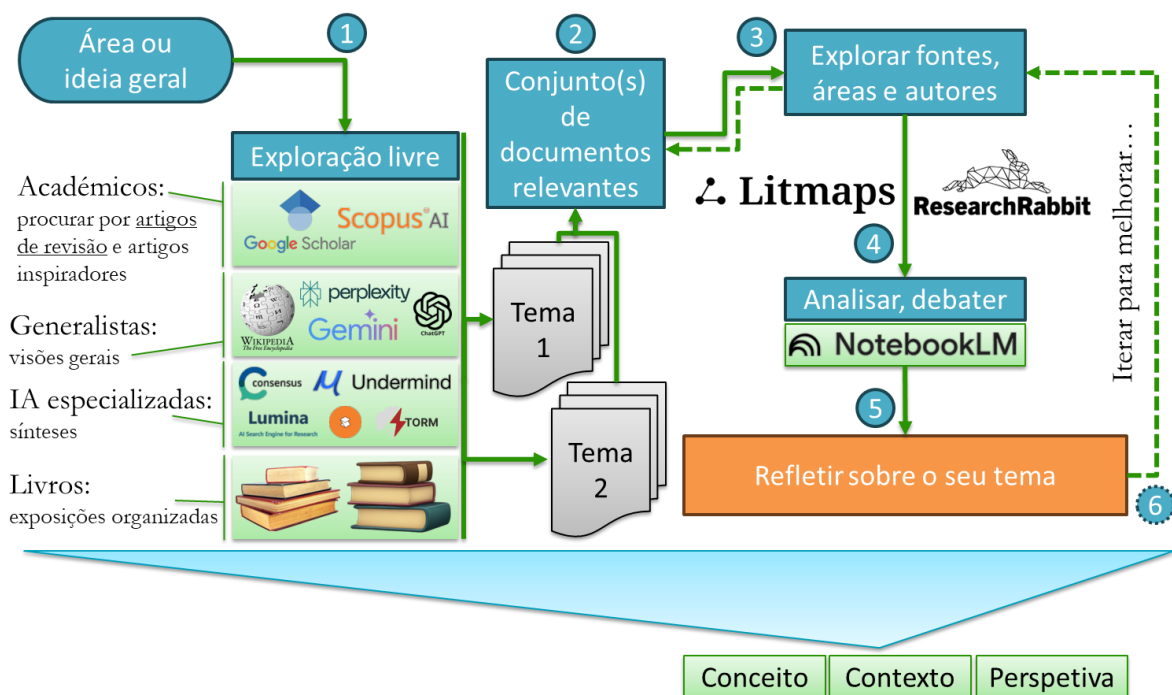 Área ou
ideia geral
1
Exploração livre
Académicos:
procurar por artigos
de revisão e artigos
inspiradores
Google Scholar
Scopus® AI
Generalistas:
visões gerais
WIKIPEDIA
The Free Encyclopedia
perplexity
Gemini
ChatGPT
IA especializadas:
sínteses
consensus
Undermind
Lumina
AI Search Engine for Research
STORM
Livros:
exposições organizadas
Tema
1
Tema
2
2
Conjunto(s)
de
documentos
relevantes
3
Explorar fontes,
áreas e autores
Litmaps
ResearchRabbit
4
Analisar, debater
NotebookLM
5
Refletir sobre o seu tema
6
Iterar para melhorar…
Conceito
Contexto
Perspetiva